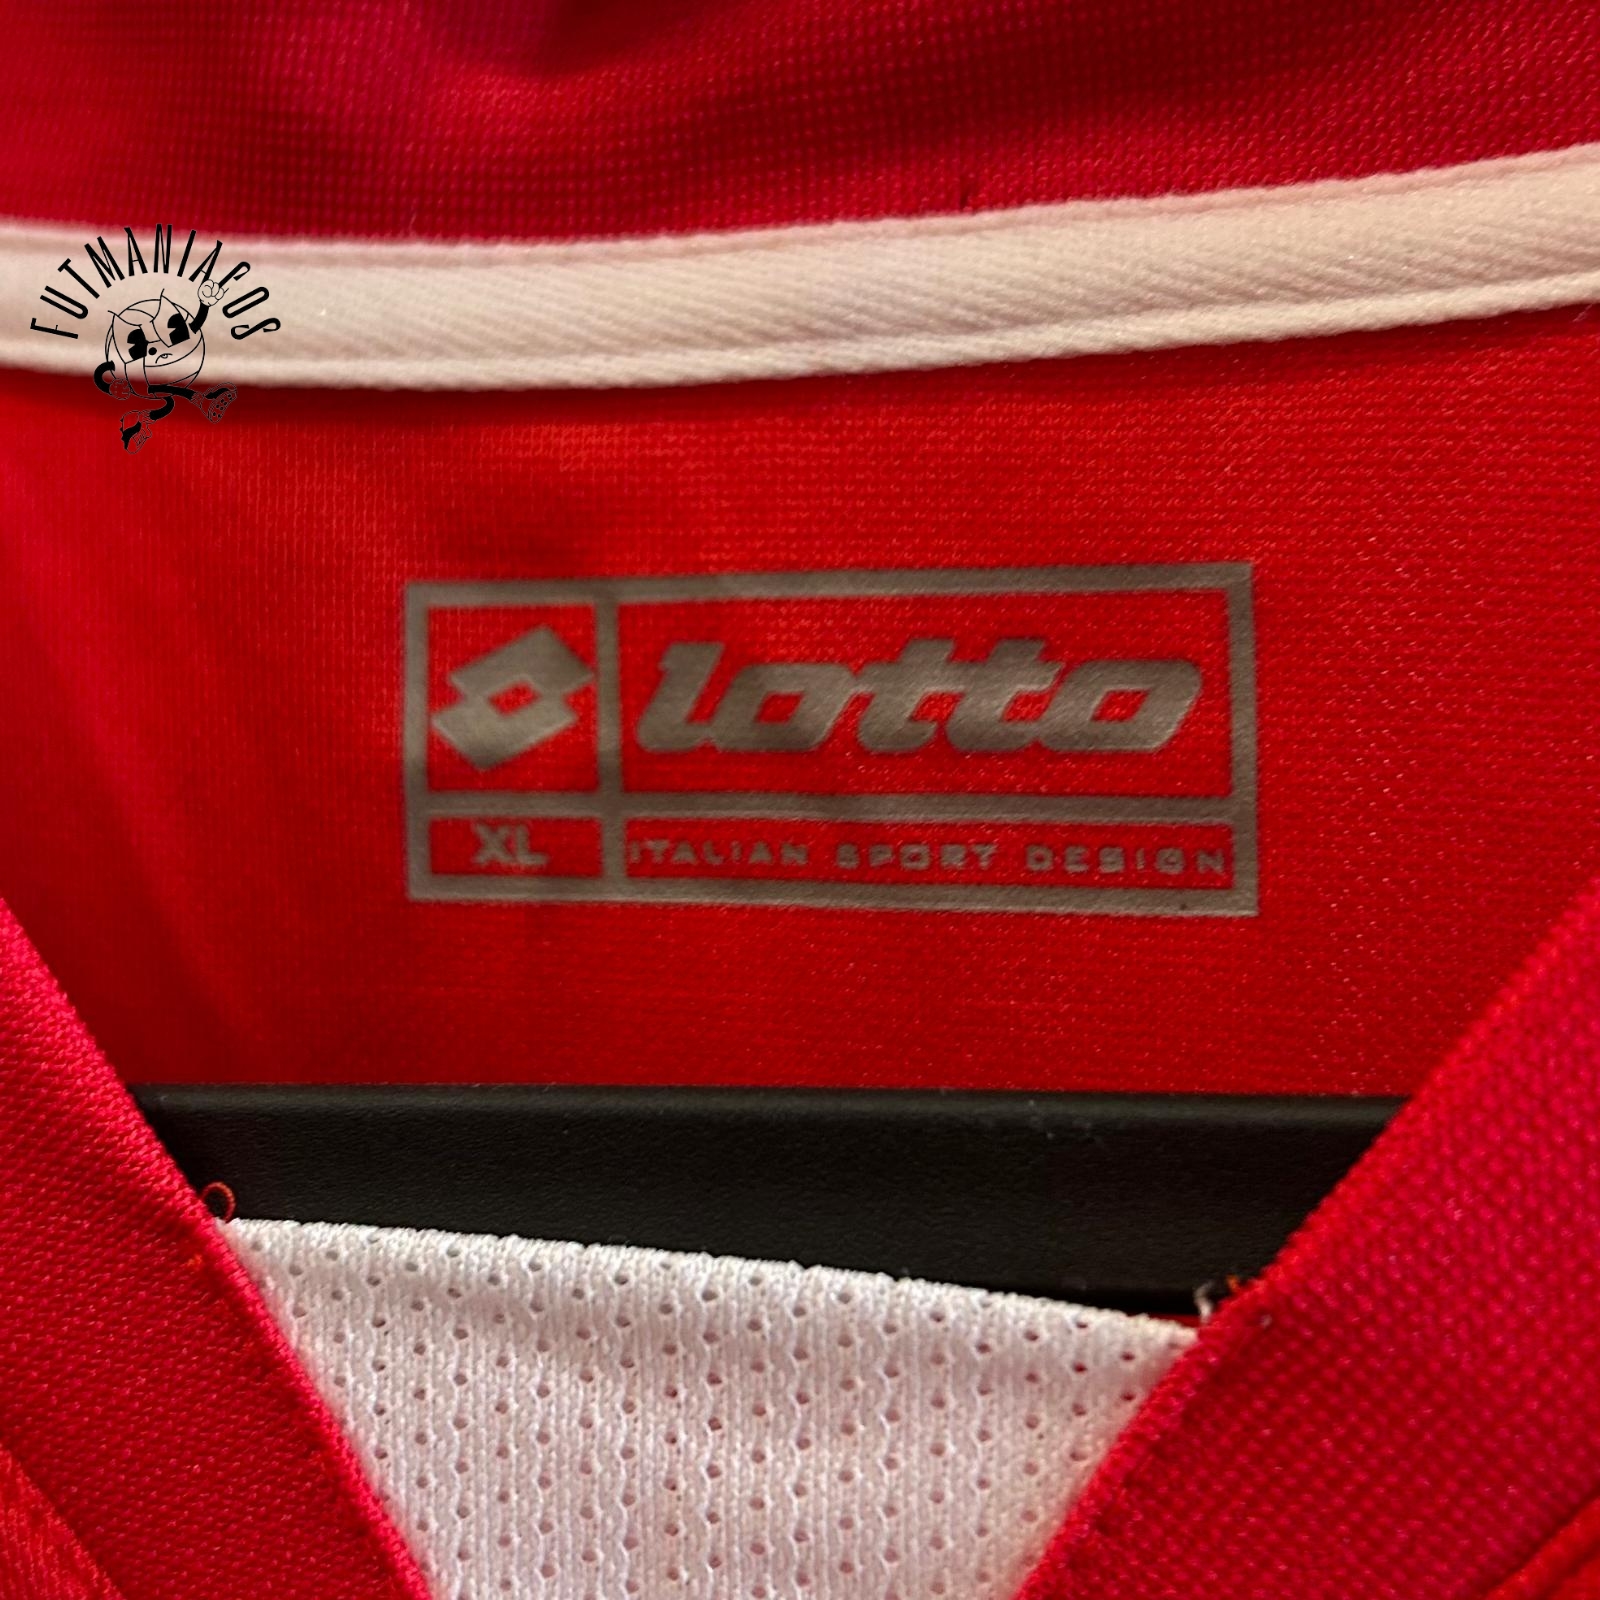 FUTMANIACOS
lotto
XL
ITALIAN SPORT DESIGN